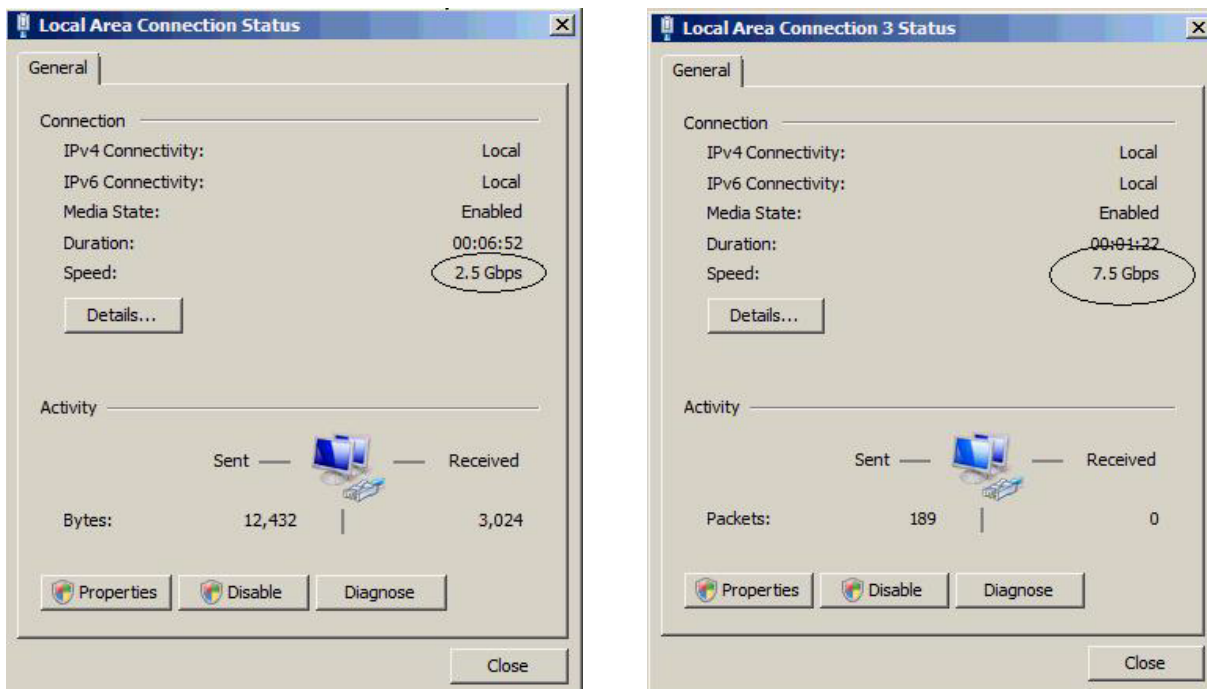 Local Area Connection Status
General
Connection
IPv4 Connectivity: Local
IPv6 Connectivity: Local
Media State: Enabled
Duration: 00:06:52
Speed: 2.5 Gbps
Details...
Activity
Sent Received
Bytes: 12,432 3,024
Properties Disable Diagnose
Close
Local Area Connection 3 Status
General
Connection
IPv4 Connectivity: Local
IPv6 Connectivity: Local
Media State: Enabled
Duration: 00:01:22
Speed: 7.5 Gbps
Details...
Activity
Sent Received
Packets: 189 0
Properties Disable Diagnose
Close